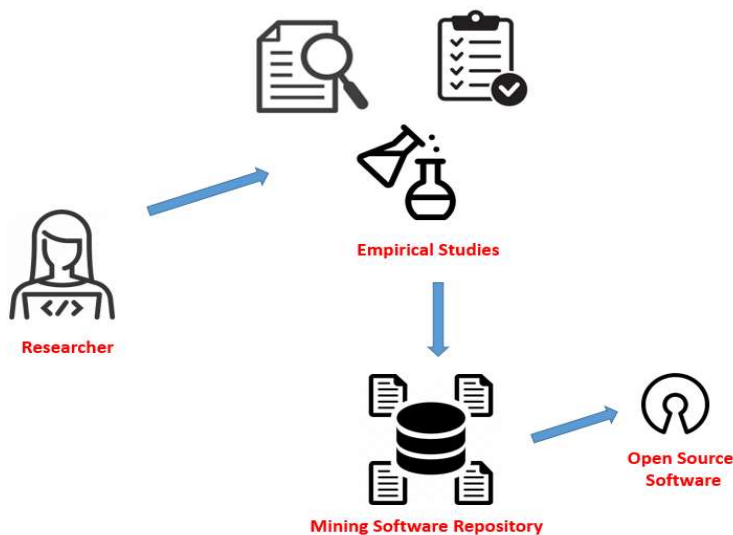 Empirical Studies
</>
Researcher
Open Source
Software
Mining Software Repository